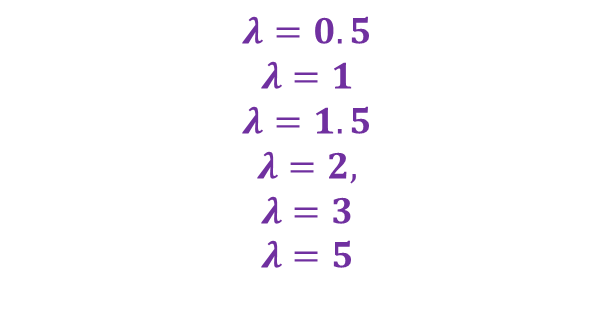 λ = 0.5
λ = 1
λ = 1.5
λ = 2,
λ = 3
λ = 5